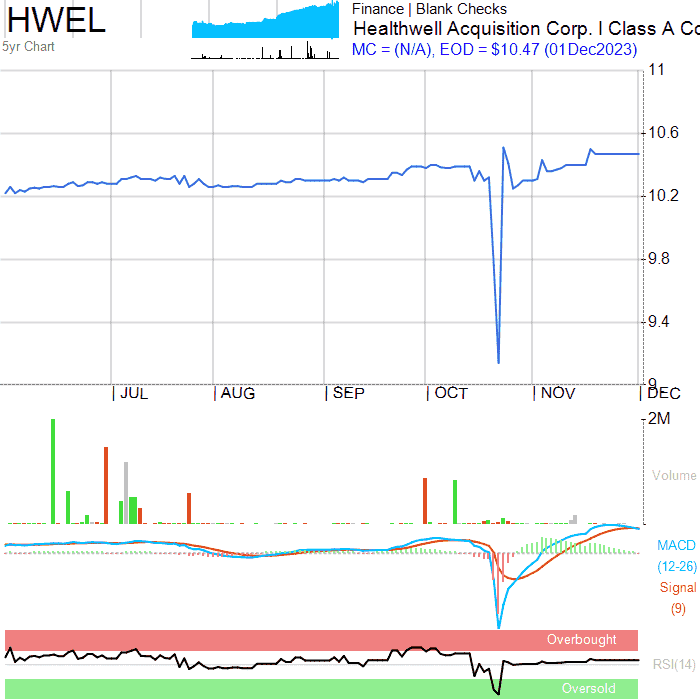 HWEL
5yr Chart
Finance | Blank Checks
Healthwell Acquisition Corp. I Class A Co
MC = (N/A), EOD = $10.47 (01Dec2023)
11
10.6
10.2
9.8
9.4
9
JUL AUG SEP OCT NOV DEC
2M
Volume
MACD
(12-26)
Signal
(9)
Overbought
RSI(14)
Oversold